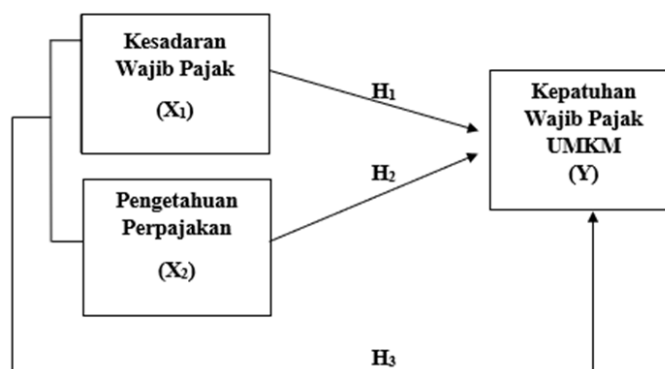 Kesadaran
Wajib Pajak
(X₁)
H₁
Kepatuhan
Wajib Pajak
UMKM
(Y)
H₂
Pengetahuan
Perpajakan
(X₂)
H₃